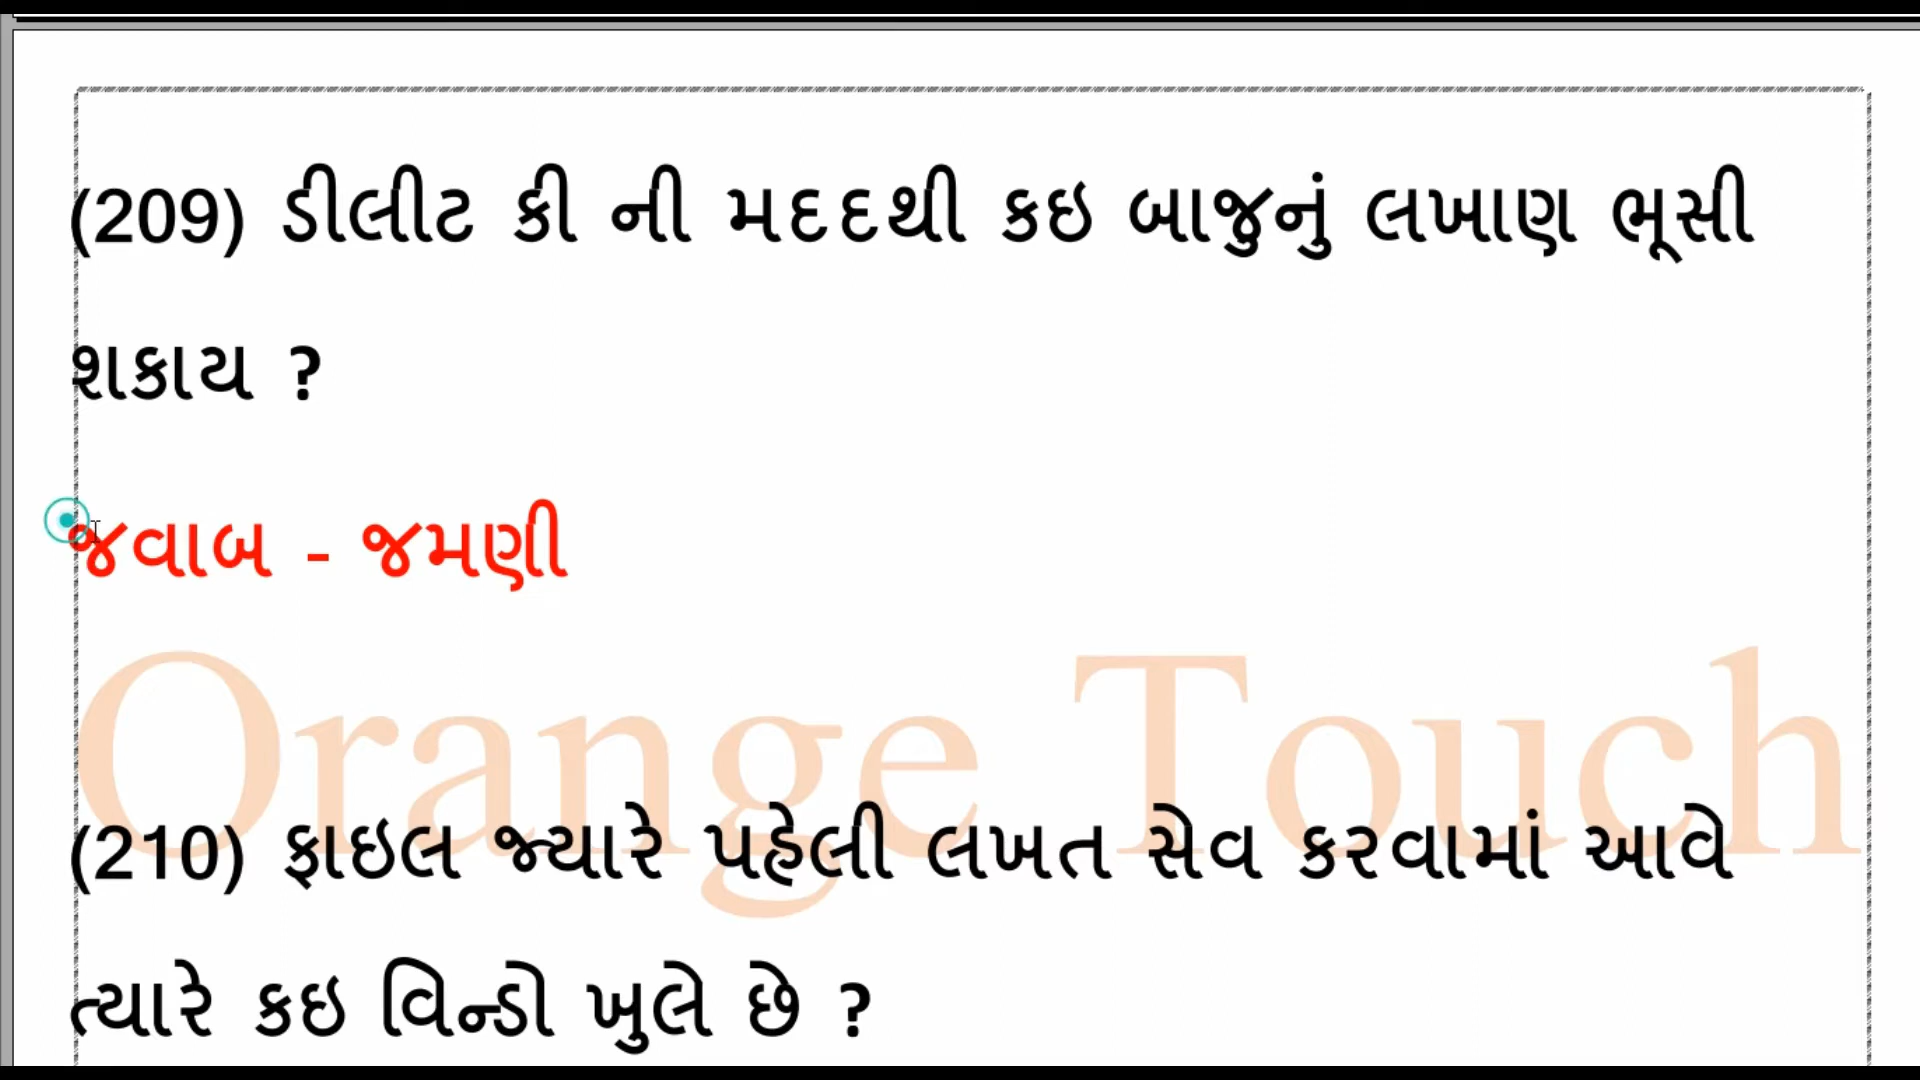 (209) ડીલીટ કી ની મદદથી કઇ બાજુનું લખાણ ભૂસી
શકાય ?
જવાબ - જમણી
Orange Touch
(210) ફાઇલ જ્યારે પહેલી લખત સેવ કરવામાં આવે
ત્યારે કઇ વિન્ડો ખુલે છે ?